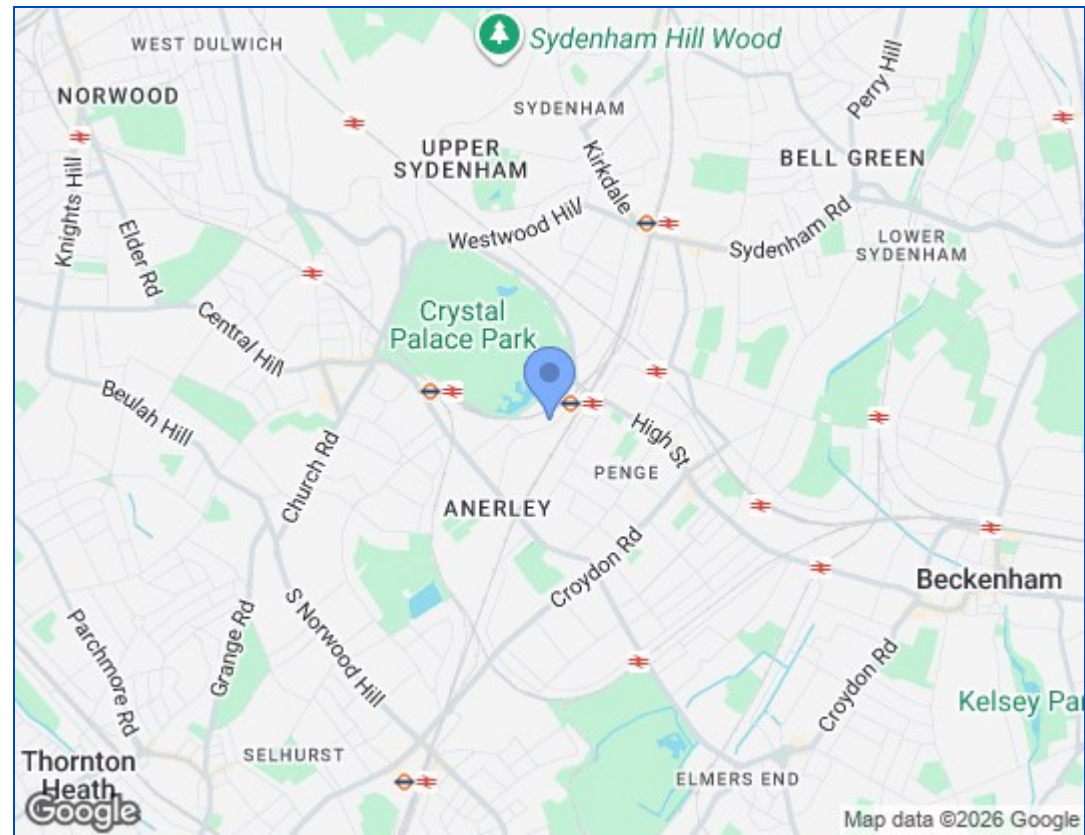 WEST DULWICH
Sydenham Hill Wood
NORWOOD
SYDENHAM
Perry Hill
UPPER
SYDENHAM
Kirkdale
BELL GREEN
Knights Hill
Elder Rd
Westwood Hill
Sydenham Rd
LOWER
SYDENHAM
Central Hill
Crystal
Palace Park
Beulah Hill
Church Rd
High St
PENGE
ANERLEY
Croydon Rd
Beckenham
Parchmore Rd
Grange Rd
S Norwood Hill
Croydon Rd
Kelsey Par
SELHURST
Thornton
Heath
ELMERS END
Google
Map data ©2026 Google